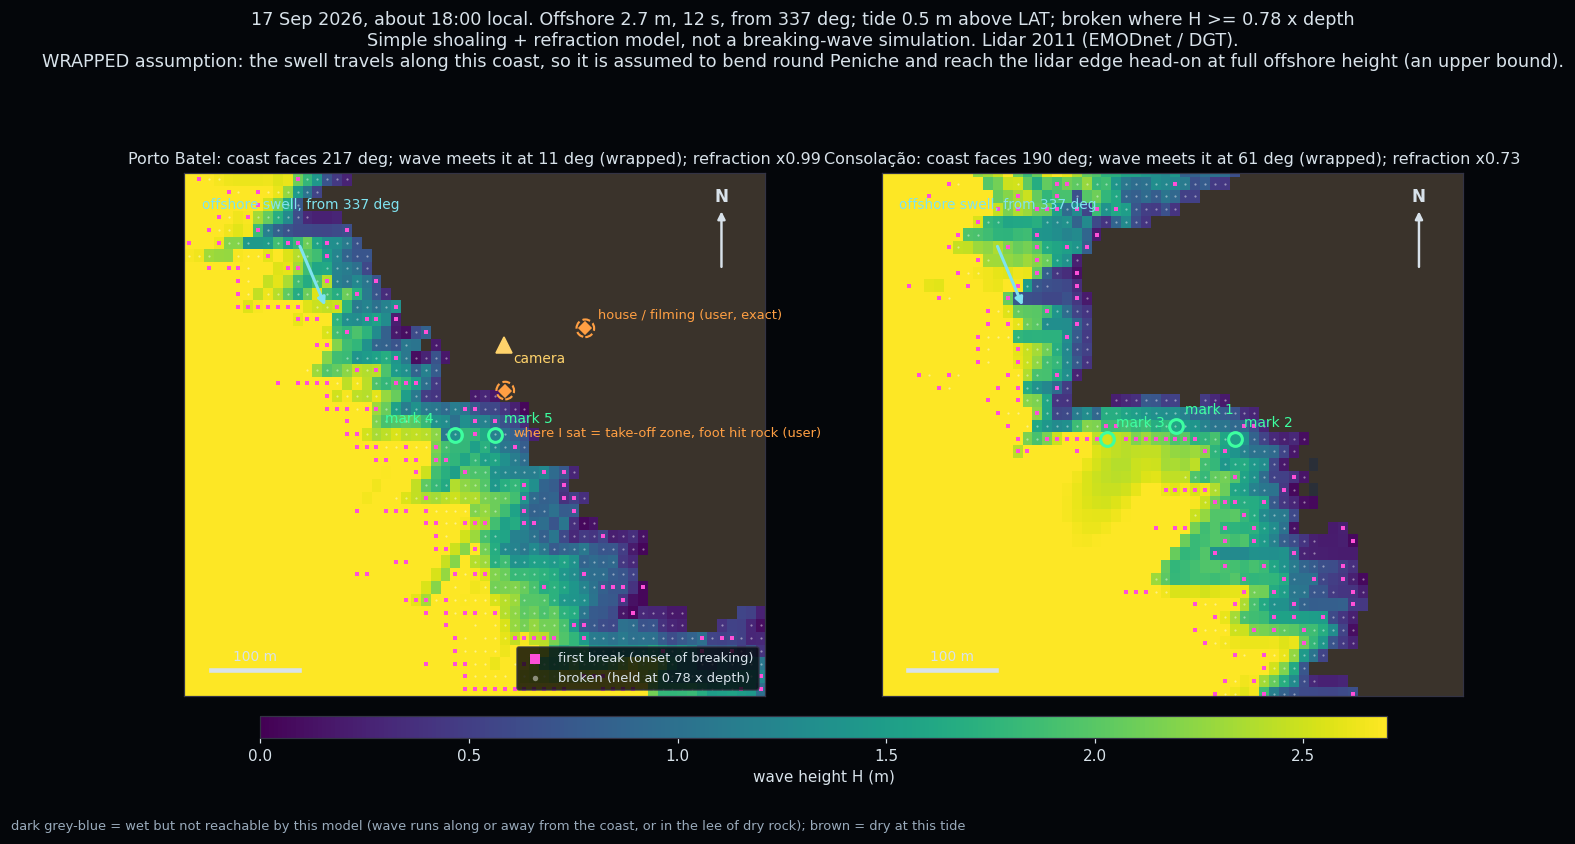 17 Sep 2026, about 18:00 local. Offshore 2.7 m, 12 s, from 337 deg; tide 0.5 m above LAT; broken where H >= 0.78 x depth
Simple shoaling + refraction model, not a breaking-wave simulation. Lidar 2011 (EMODnet / DGT).
WRAPPED assumption: the swell travels along this coast, so it is assumed to bend round Peniche and reach the lidar edge head-on at full offshore height (an upper bound).
Porto Batel: coast faces 217 deg; wave meets it at 11 deg (wrapped); refraction x0.99
offshore swell, from 337 deg
N
house / filming (user, exact)
camera
mark 4
mark 5
where I sat = take-off zone, foot hit rock (user)
100 m
first break (onset of breaking)
broken (held at 0.78 x depth)
Consolação: coast faces 190 deg; wave meets it at 61 deg (wrapped); refraction x0.73
offshore swell, from 337 deg
N
mark 1
mark 3
mark 2
100 m
0.0 0.5 1.0 1.5 2.0 2.5
wave height H (m)
dark grey-blue = wet but not reachable by this model (wave runs along or away from the coast, or in the lee of dry rock); brown = dry at this tide